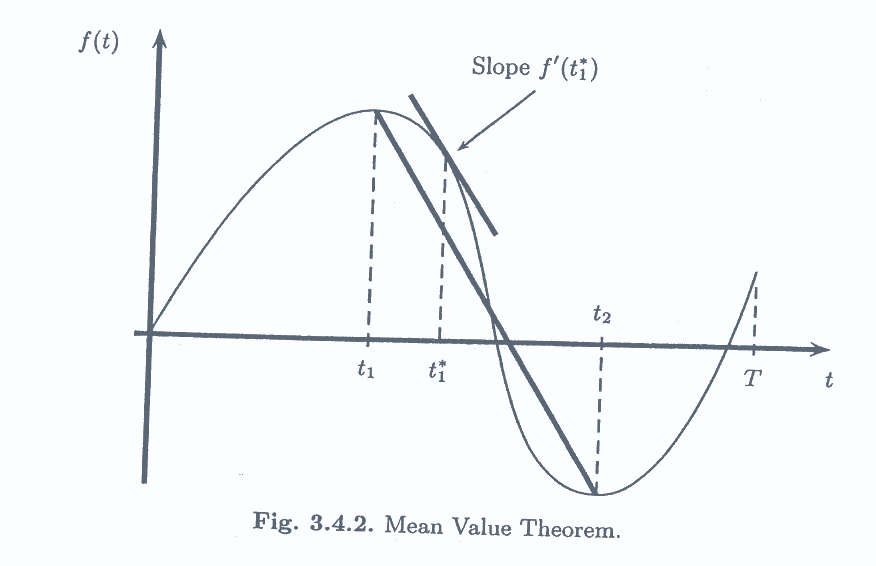 f(t)
Slope f′(t₁*)
t₂
t₁
t₁*
T
t
Fig. 3.4.2. Mean Value Theorem.